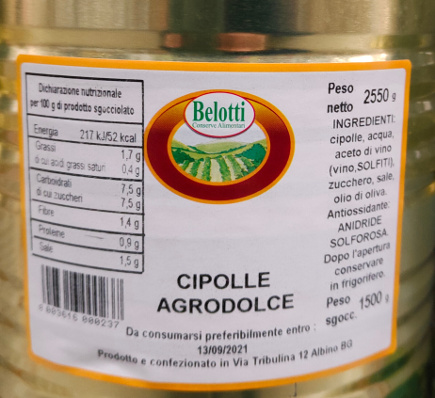 Dichiarazione nutrizionale
per 100 g di prodotto sgocciolato
Energia 217 kJ/52 kcal
Grassi 1,7 g
di cui acidi grassi saturi 0,4 g
Carboidrati 7,5 g
di cui zuccheri 7,5 g
Fibre 1,4 g
Proteine 0,9 g
Sale 1,5 g
8 003616 000237
Belotti
Conserve Alimentari
CIPOLLE
AGRODOLCE
Peso
netto 2550 g
INGREDIENTI:
cipolle, acqua,
aceto di vino
(vino,SOLFITI),
zucchero, sale,
olio di oliva.
Antiossidante:
ANIDRIDE
SOLFOROSA.
Dopo l'apertura
conservare
in frigorifero.
Peso
sgocc. 1500 g
Da consumarsi preferibilmente entro :
13/09/2021
Prodotto e confezionato in Via Tribulina 12 Albino BG